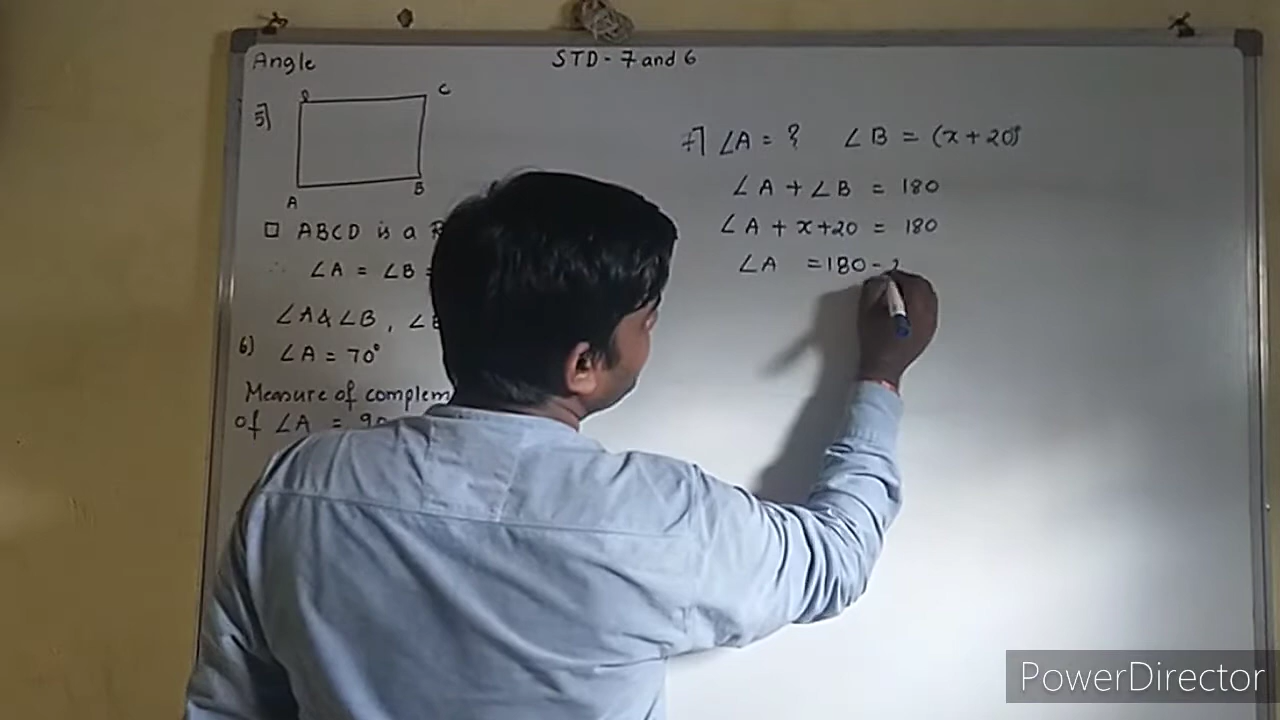 Angle
STD - 7 and 6
5]
C
A
B
□ ABCD is a
∴ ∠A = ∠B =
∠A & ∠B , ∠
6) ∠A = 70°
Measure of complem
of ∠A = 90
7] ∠A = ? ∠B = (x + 20)°
∠A + ∠B = 180
∠A + x + 20 = 180
∠A = 180 -
PowerDirector